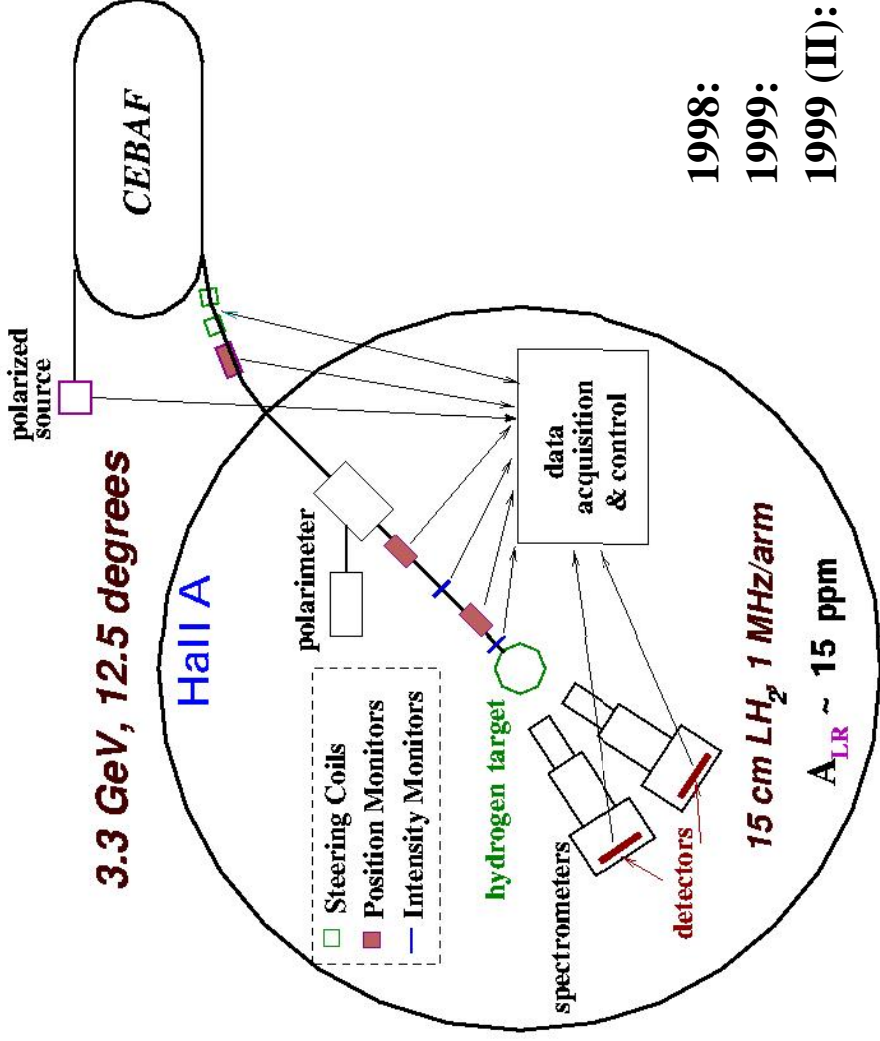 3.3 GeV, 12.5 degrees
polarized
source
CEBAF
Hall A
polarimeter
Steering Coils
Position Monitors
Intensity Monitors
hydrogen target
data
acquisition
& control
spectrometers
detectors
15 cm LH2, 1 MHz/arm
ALR ~ 15 ppm
1998:
1999:
1999 (II):